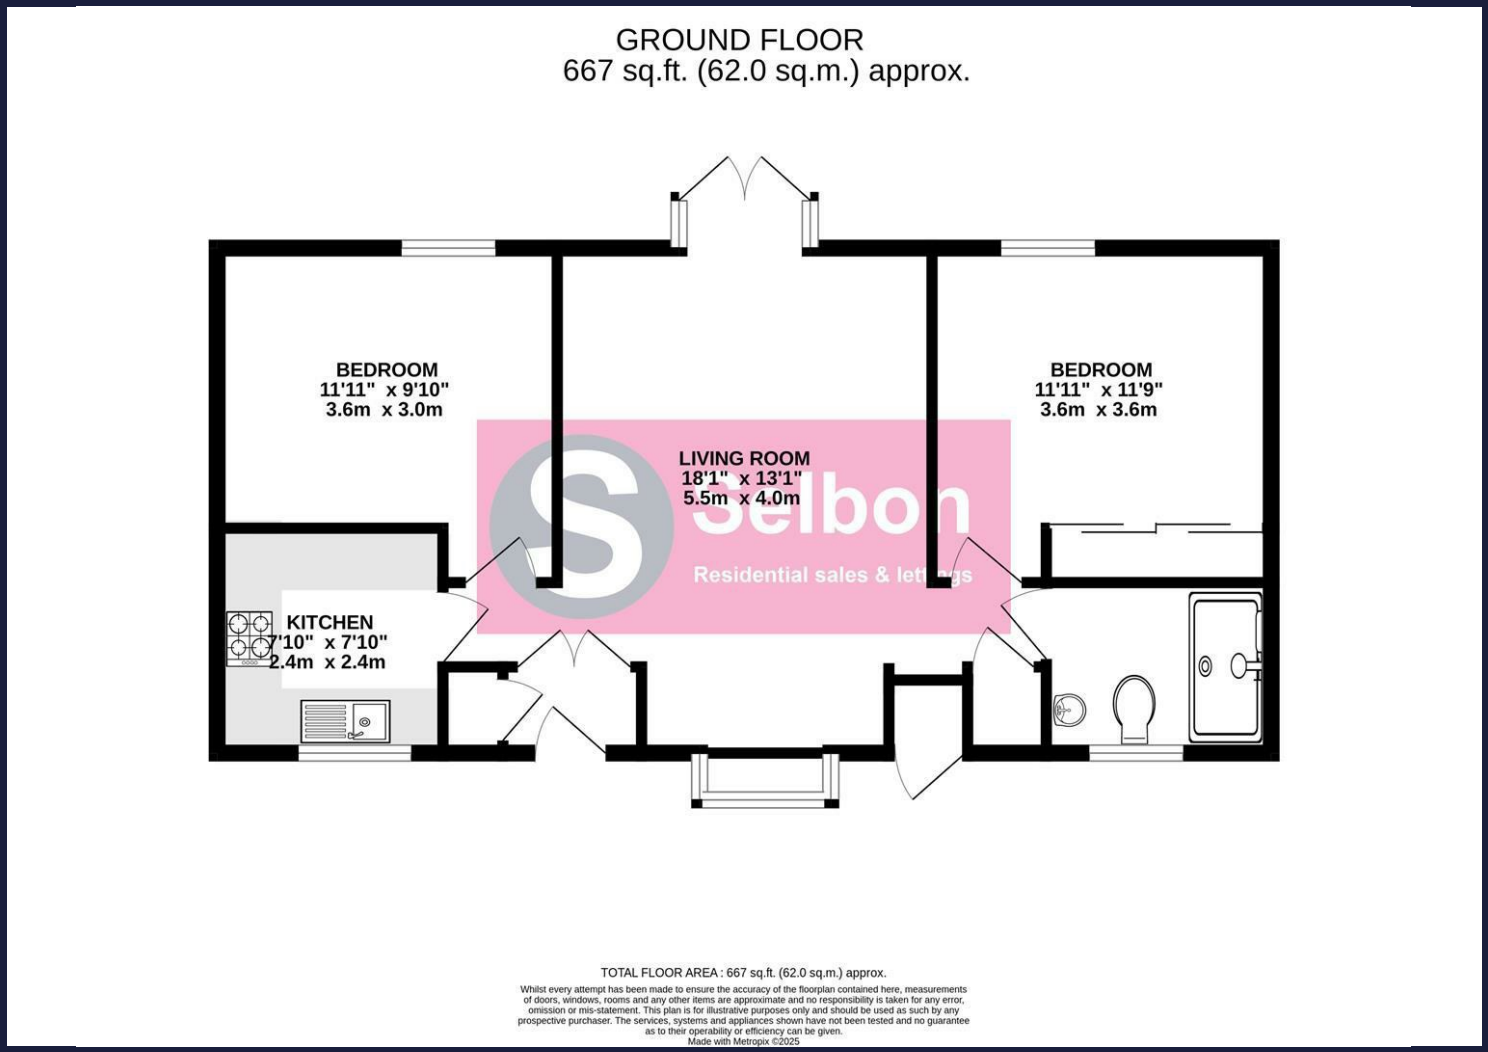 GROUND FLOOR
667 sq.ft. (62.0 sq.m.) approx.
BEDROOM
11'11" x 9'10"
3.6m x 3.0m
BEDROOM
11'11" x 11'9"
3.6m x 3.6m
LIVING ROOM
18'1" x 13'1"
5.5m x 4.0m
S Selbon
Residential sales & lettings
KITCHEN
7'10" x 7'10"
2.4m x 2.4m
TOTAL FLOOR AREA : 667 sq.ft. (62.0 sq.m.) approx.
Whilst every attempt has been made to ensure the accuracy of the floorplan contained here, measurements
of doors, windows, rooms and any other items are approximate and no responsibility is taken for any error,
omission or mis-statement. This plan is for illustrative purposes only and should be used as such by any
prospective purchaser. The services, systems and appliances shown have not been tested and no guarantee
as to their operability or efficiency can be given.
Made with Metropix ©2025